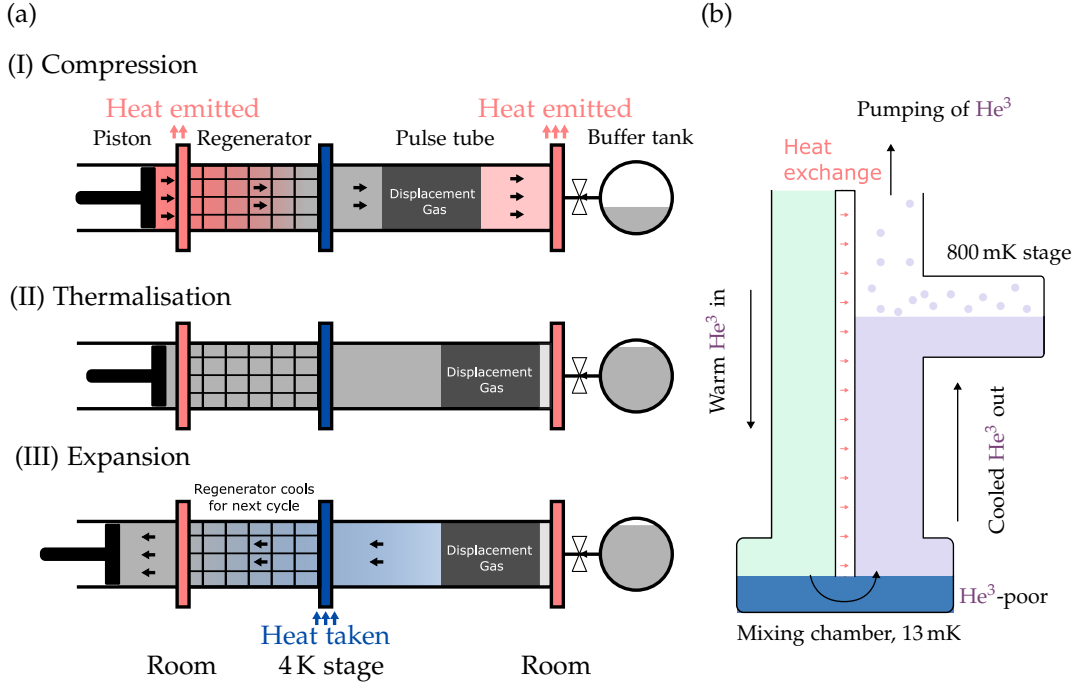 (a)
(I) Compression
Heat emitted
Heat emitted
Piston
Regenerator
Pulse tube
Buffer tank
Displacement
Gas
(II) Thermalisation
Displacement
Gas
(III) Expansion
Regenerator cools
for next cycle
Displacement
Gas
Heat taken
Room
4 K stage
Room
(b)
Pumping of He³
Heat
exchange
800 mK stage
Warm He³ in
Cooled He³ out
He³-poor
Mixing chamber, 13 mK